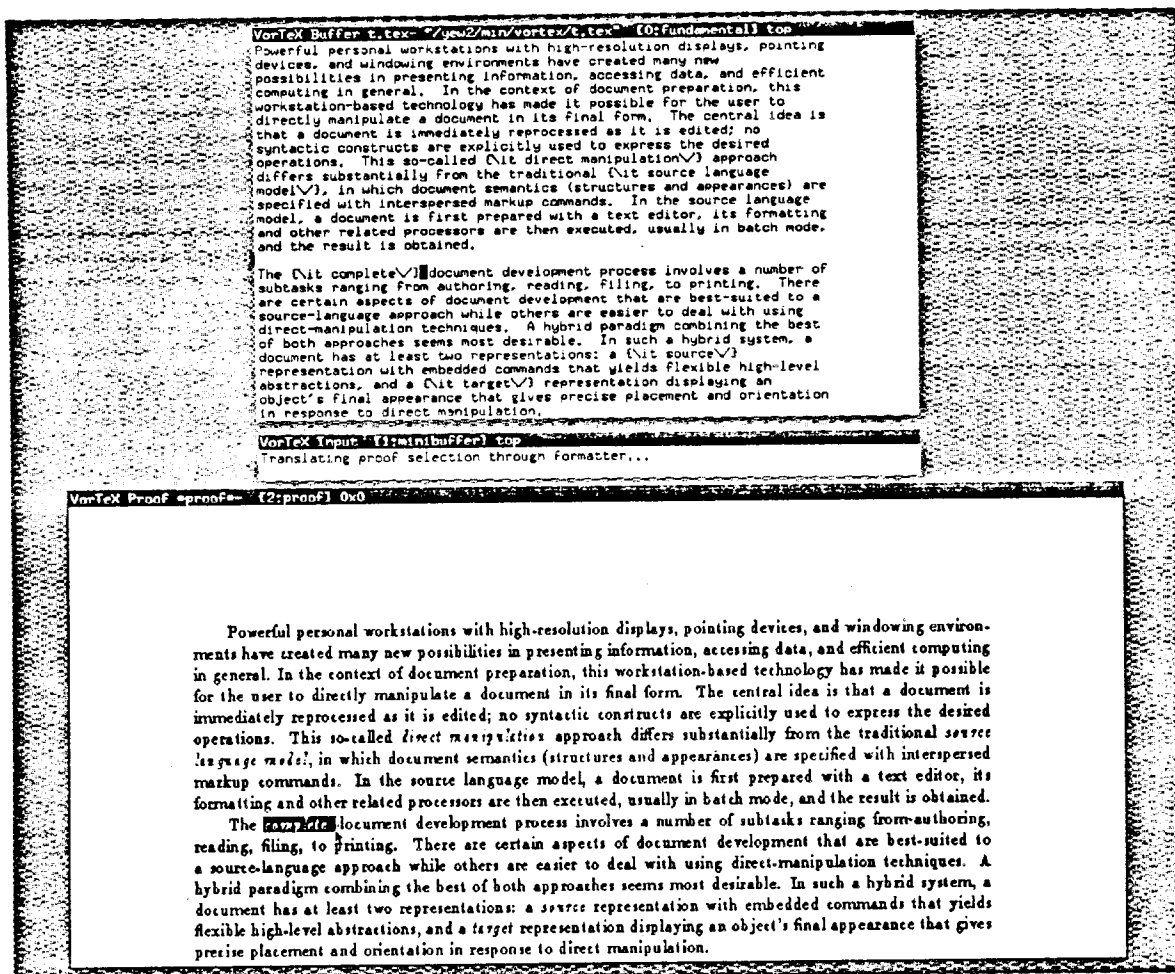 VorTeX Buffer t.tex- "/yew2/min/vortex/t.tex" [0:fundamental] top
Powerful personal workstations with high-resolution displays, pointing
devices, and windowing environments have created many new
possibilities in presenting information, accessing data, and efficient
computing in general. In the context of document preparation, this
workstation-based technology has made it possible for the user to
directly manipulate a document in its final form. The central idea is
that a document is immediately reprocessed as it is edited; no
syntactic constructs are explicitly used to express the desired
operations. This so-called {\it direct manipulation\/} approach
differs substantially from the traditional {\it source language
model\/}, in which document semantics (structures and appearances) are
specified with interspersed markup commands. In the source language
model, a document is first prepared with a text editor, its formatting
and other related processors are then executed, usually in batch mode,
and the result is obtained.
The {\it complete\/} document development process involves a number of
subtasks ranging from authoring, reading, filing, to printing. There
are certain aspects of document development that are best-suited to a
source-language approach while others are easier to deal with using
direct-manipulation techniques. A hybrid paradigm combining the best
of both approaches seems most desirable. In such a hybrid system, a
document has at least two representations: a {\it source\/}
representation with embedded commands that yields flexible high-level
abstractions, and a {\it target\/} representation displaying an
object's final appearance that gives precise placement and orientation
in response to direct manipulation.
VorTeX Input [1:minibuffer] top
Translating proof selection through formatter...
VorTeX Proof *proof*- [2:proof] 0x0
Powerful personal workstations with high-resolution displays, pointing devices, and windowing environ-
ments have created many new possibilities in presenting information, accessing data, and efficient computing
in general. In the context of document preparation, this workstation-based technology has made it possible
for the user to directly manipulate a document in its final form. The central idea is that a document is
immediately reprocessed as it is edited; no syntactic constructs are explicitly used to express the desired
operations. This so-called direct manipulation approach differs substantially from the traditional source
language model, in which document semantics (structures and appearances) are specified with interspersed
markup commands. In the source language model, a document is first prepared with a text editor, its
formatting and other related processors are then executed, usually in batch mode, and the result is obtained.
The complete document development process involves a number of subtasks ranging from authoring,
reading, filing, to printing. There are certain aspects of document development that are best-suited to
a source-language approach while others are easier to deal with using direct-manipulation techniques. A
hybrid paradigm combining the best of both approaches seems most desirable. In such a hybrid system, a
document has at least two representations: a source representation with embedded commands that yields
flexible high-level abstractions, and a target representation displaying an object's final appearance that gives
precise placement and orientation in response to direct manipulation.